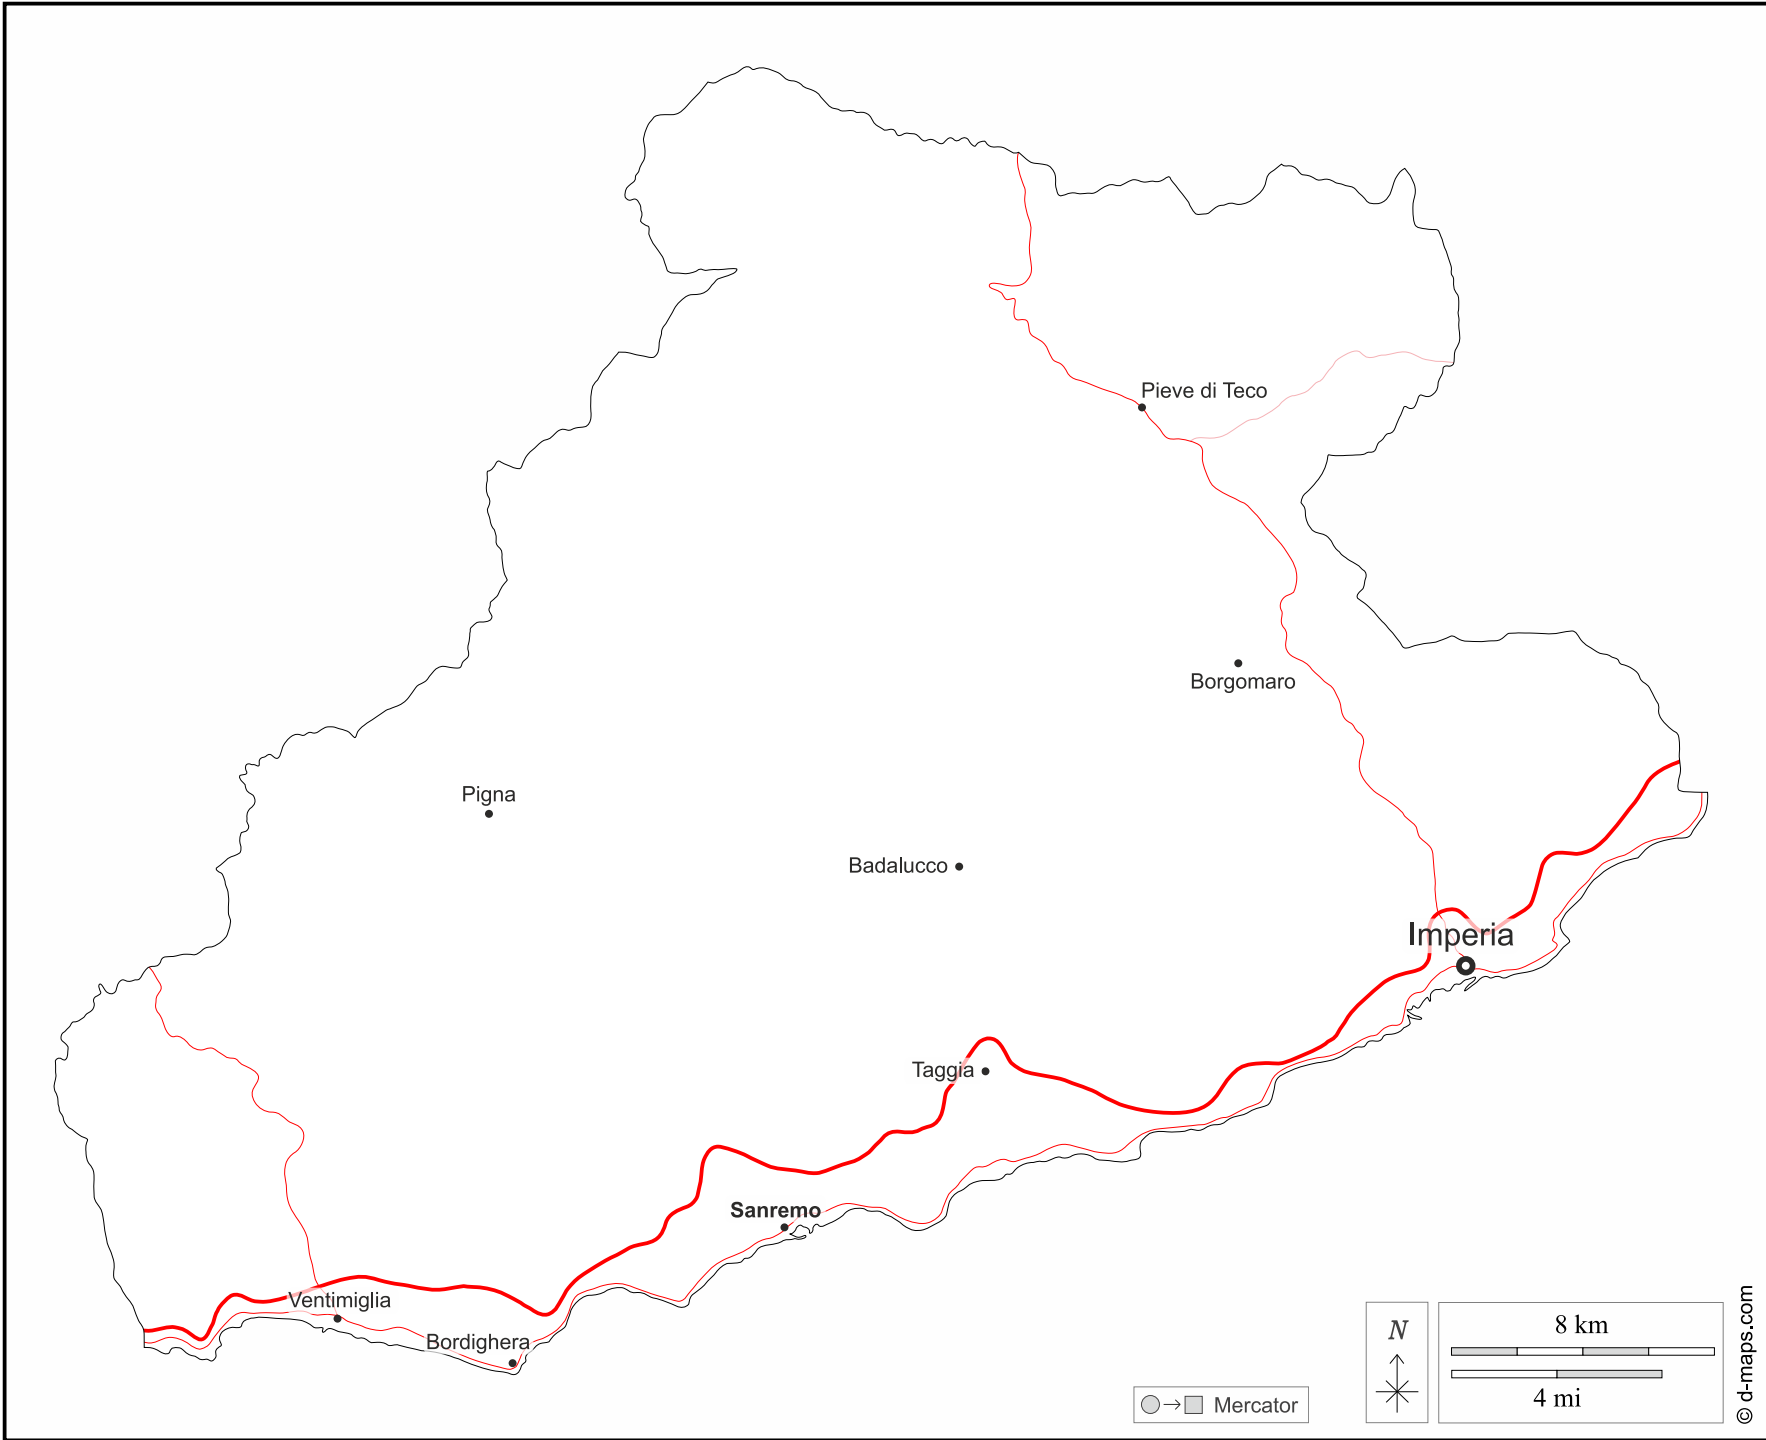 Pieve di Teco
Borgomaro
Pigna
Badalucco
Imperia
Taggia
Sanremo
Ventimiglia
Bordighera
N
8 km
4 mi
Mercator
© d-maps.com